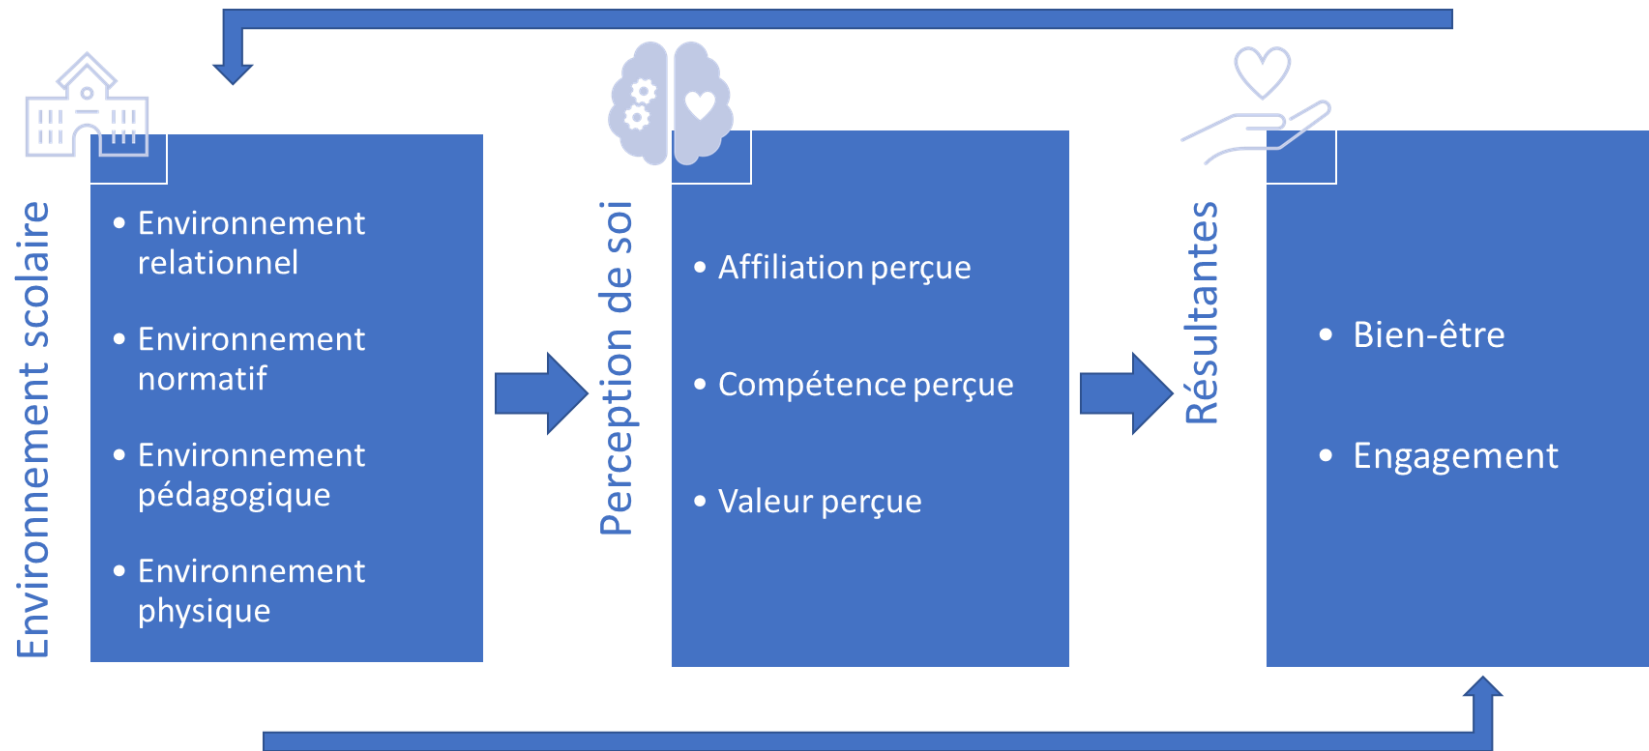 Environnement scolaire
• Environnement
relationnel
• Environnement
normatif
• Environnement
pédagogique
• Environnement
physique
Perception de soi
• Affiliation perçue
• Compétence perçue
• Valeur perçue
Résultantes
• Bien-être
• Engagement